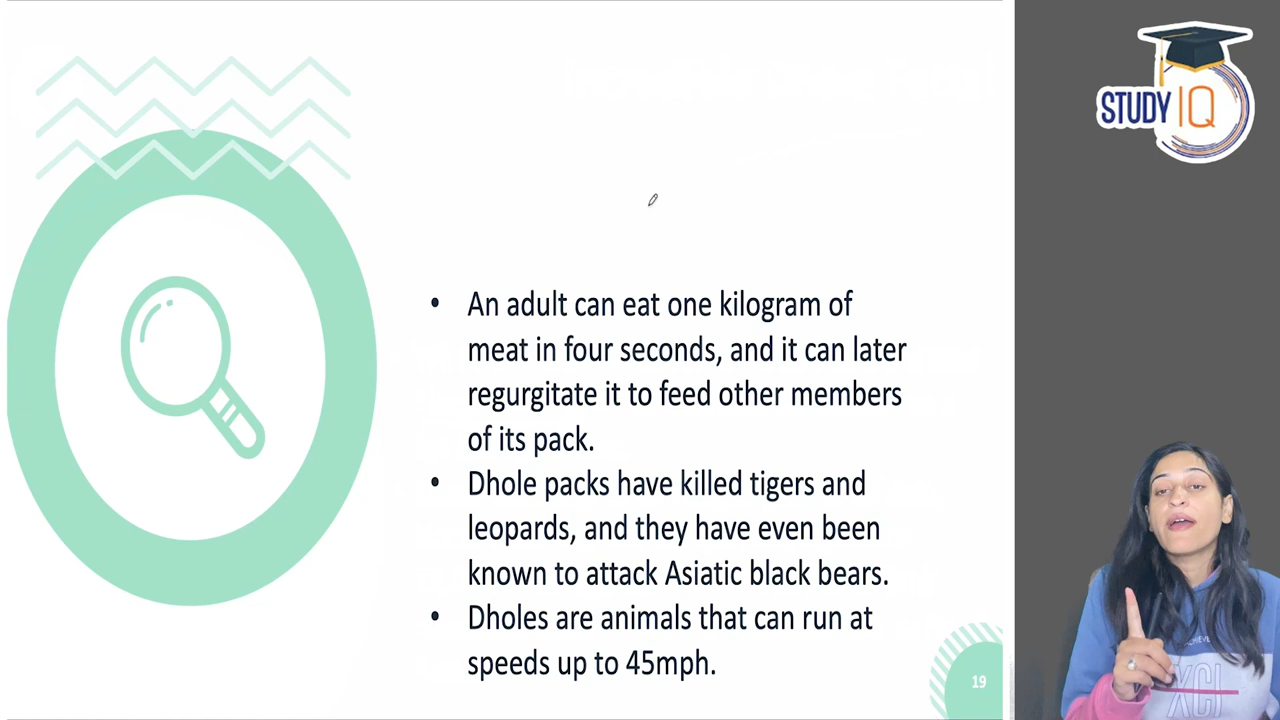 STUDY IQ
• An adult can eat one kilogram of
meat in four seconds, and it can later
regurgitate it to feed other members
of its pack.
• Dhole packs have killed tigers and
leopards, and they have even been
known to attack Asiatic black bears.
• Dholes are animals that can run at
speeds up to 45mph.
19
XCI